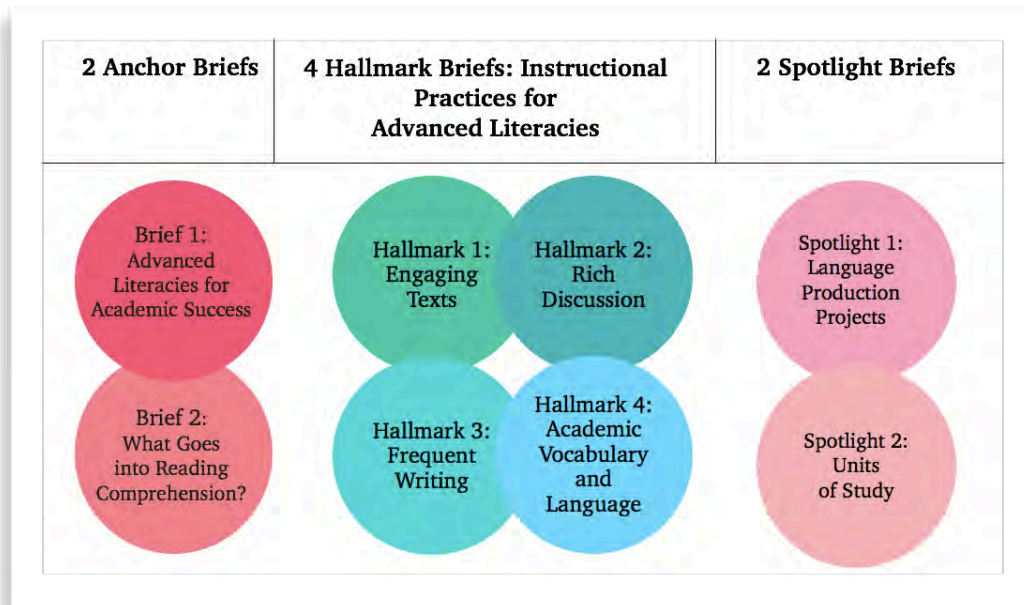 2 Anchor Briefs
4 Hallmark Briefs: Instructional
Practices for
Advanced Literacies
2 Spotlight Briefs
Brief 1:
Advanced
Literacies for
Academic Success
Brief 2:
What Goes
into Reading
Comprehension?
Hallmark 1:
Engaging
Texts
Hallmark 2:
Rich
Discussion
Hallmark 3:
Frequent
Writing
Hallmark 4:
Academic
Vocabulary
and
Language
Spotlight 1:
Language
Production
Projects
Spotlight 2:
Units
of Study